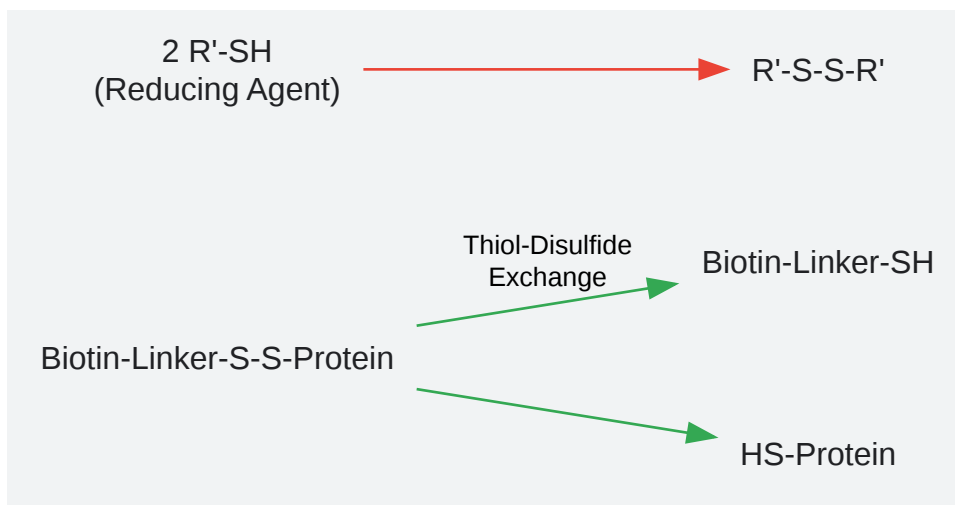 2 R'-SH
(Reducing Agent)
R'-S-S-R'
Thiol-Disulfide
Exchange
Biotin-Linker-SH
Biotin-Linker-S-S-Protein
HS-Protein